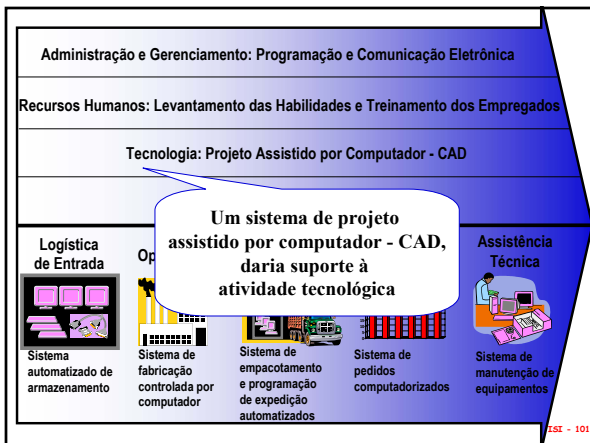 Administração e Gerenciamento: Programação e Comunicação Eletrônica
Recursos Humanos: Levantamento das Habilidades e Treinamento dos Empregados
Tecnologia: Projeto Assistido por Computador - CAD
Um sistema de projeto
assistido por computador - CAD,
daria suporte à
atividade tecnológica
Logística
de Entrada
Assistência
Técnica
Sistema
automatizado de
armazenamento
Sistema de
fabricação
controlada por
computador
Sistema de
empacotamento
e programação
de expedição
automatizados
Sistema de
pedidos
computadorizados
Sistema de
manutenção de
equipamentos
ISI - 101